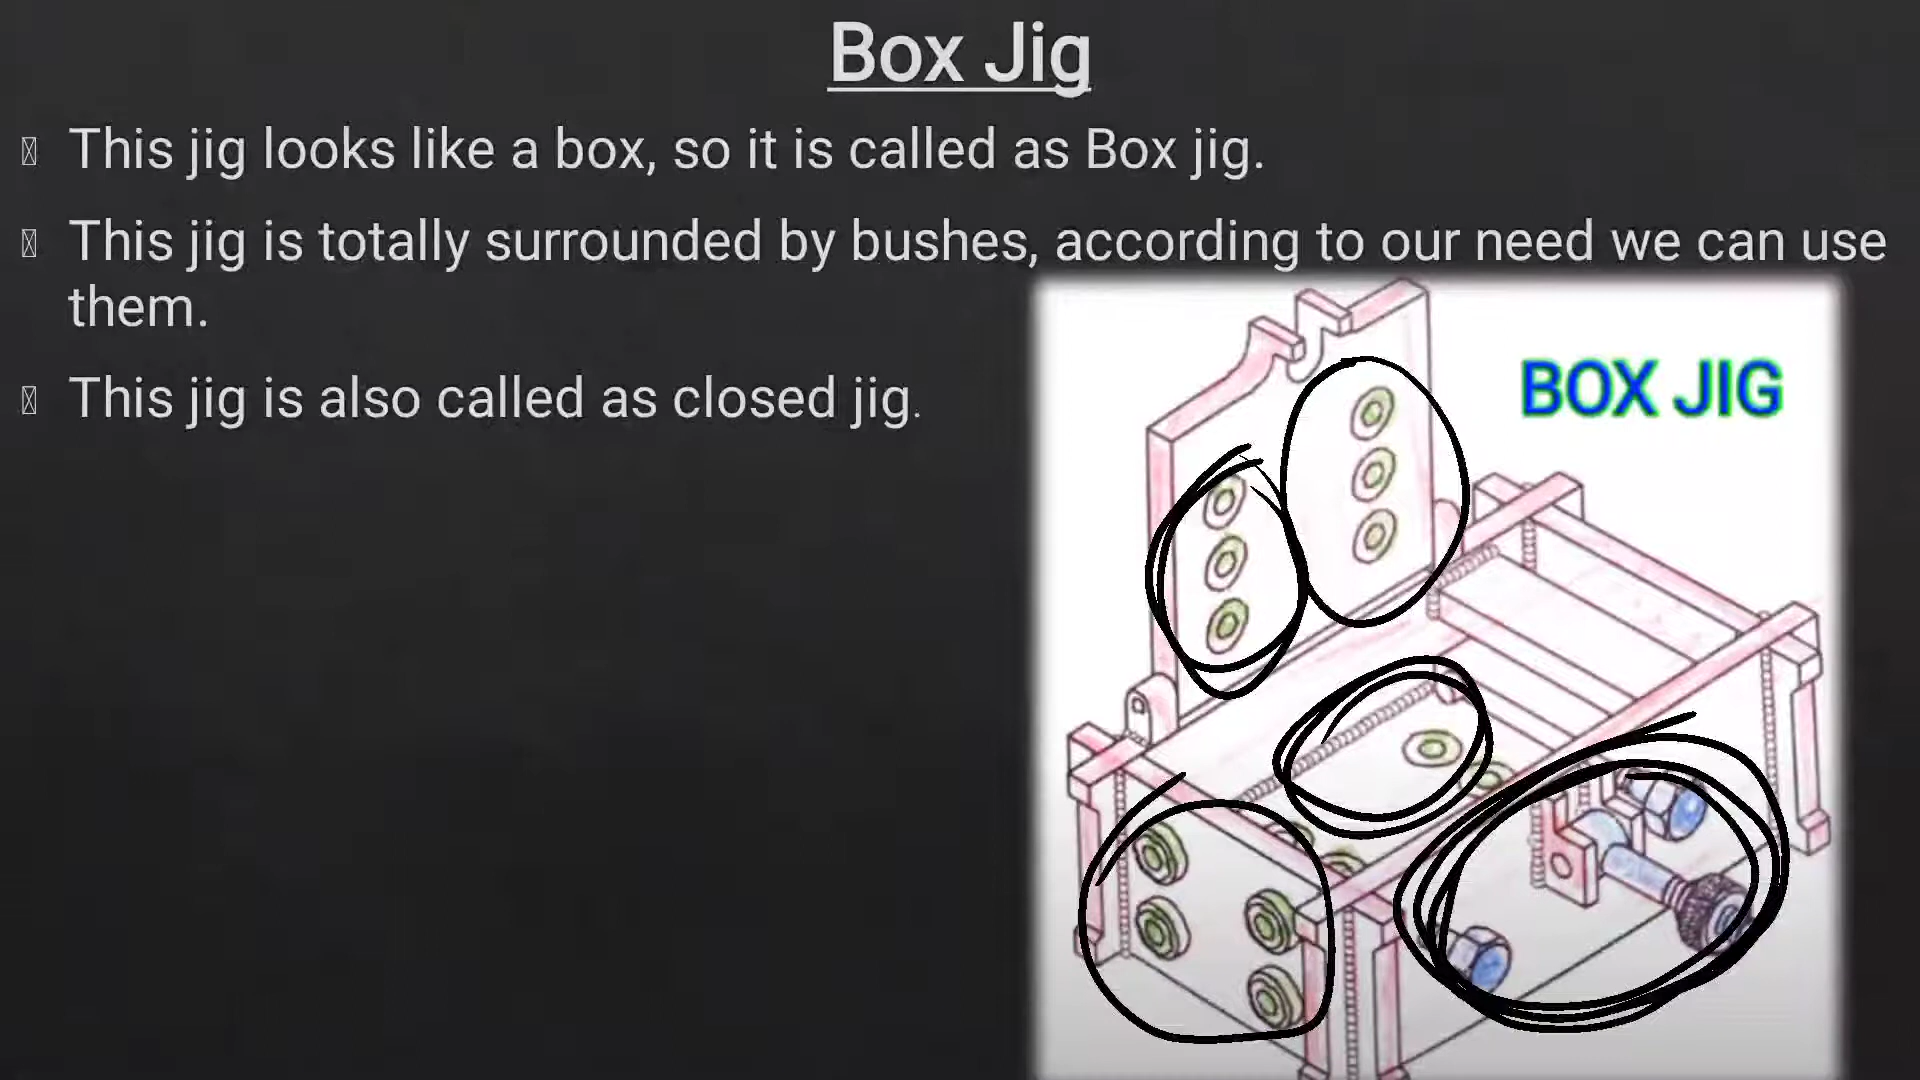 Box Jig
This jig looks like a box, so it is called as Box jig.
This jig is totally surrounded by bushes, according to our need we can use
them.
This jig is also called as closed jig.
BOX JIG